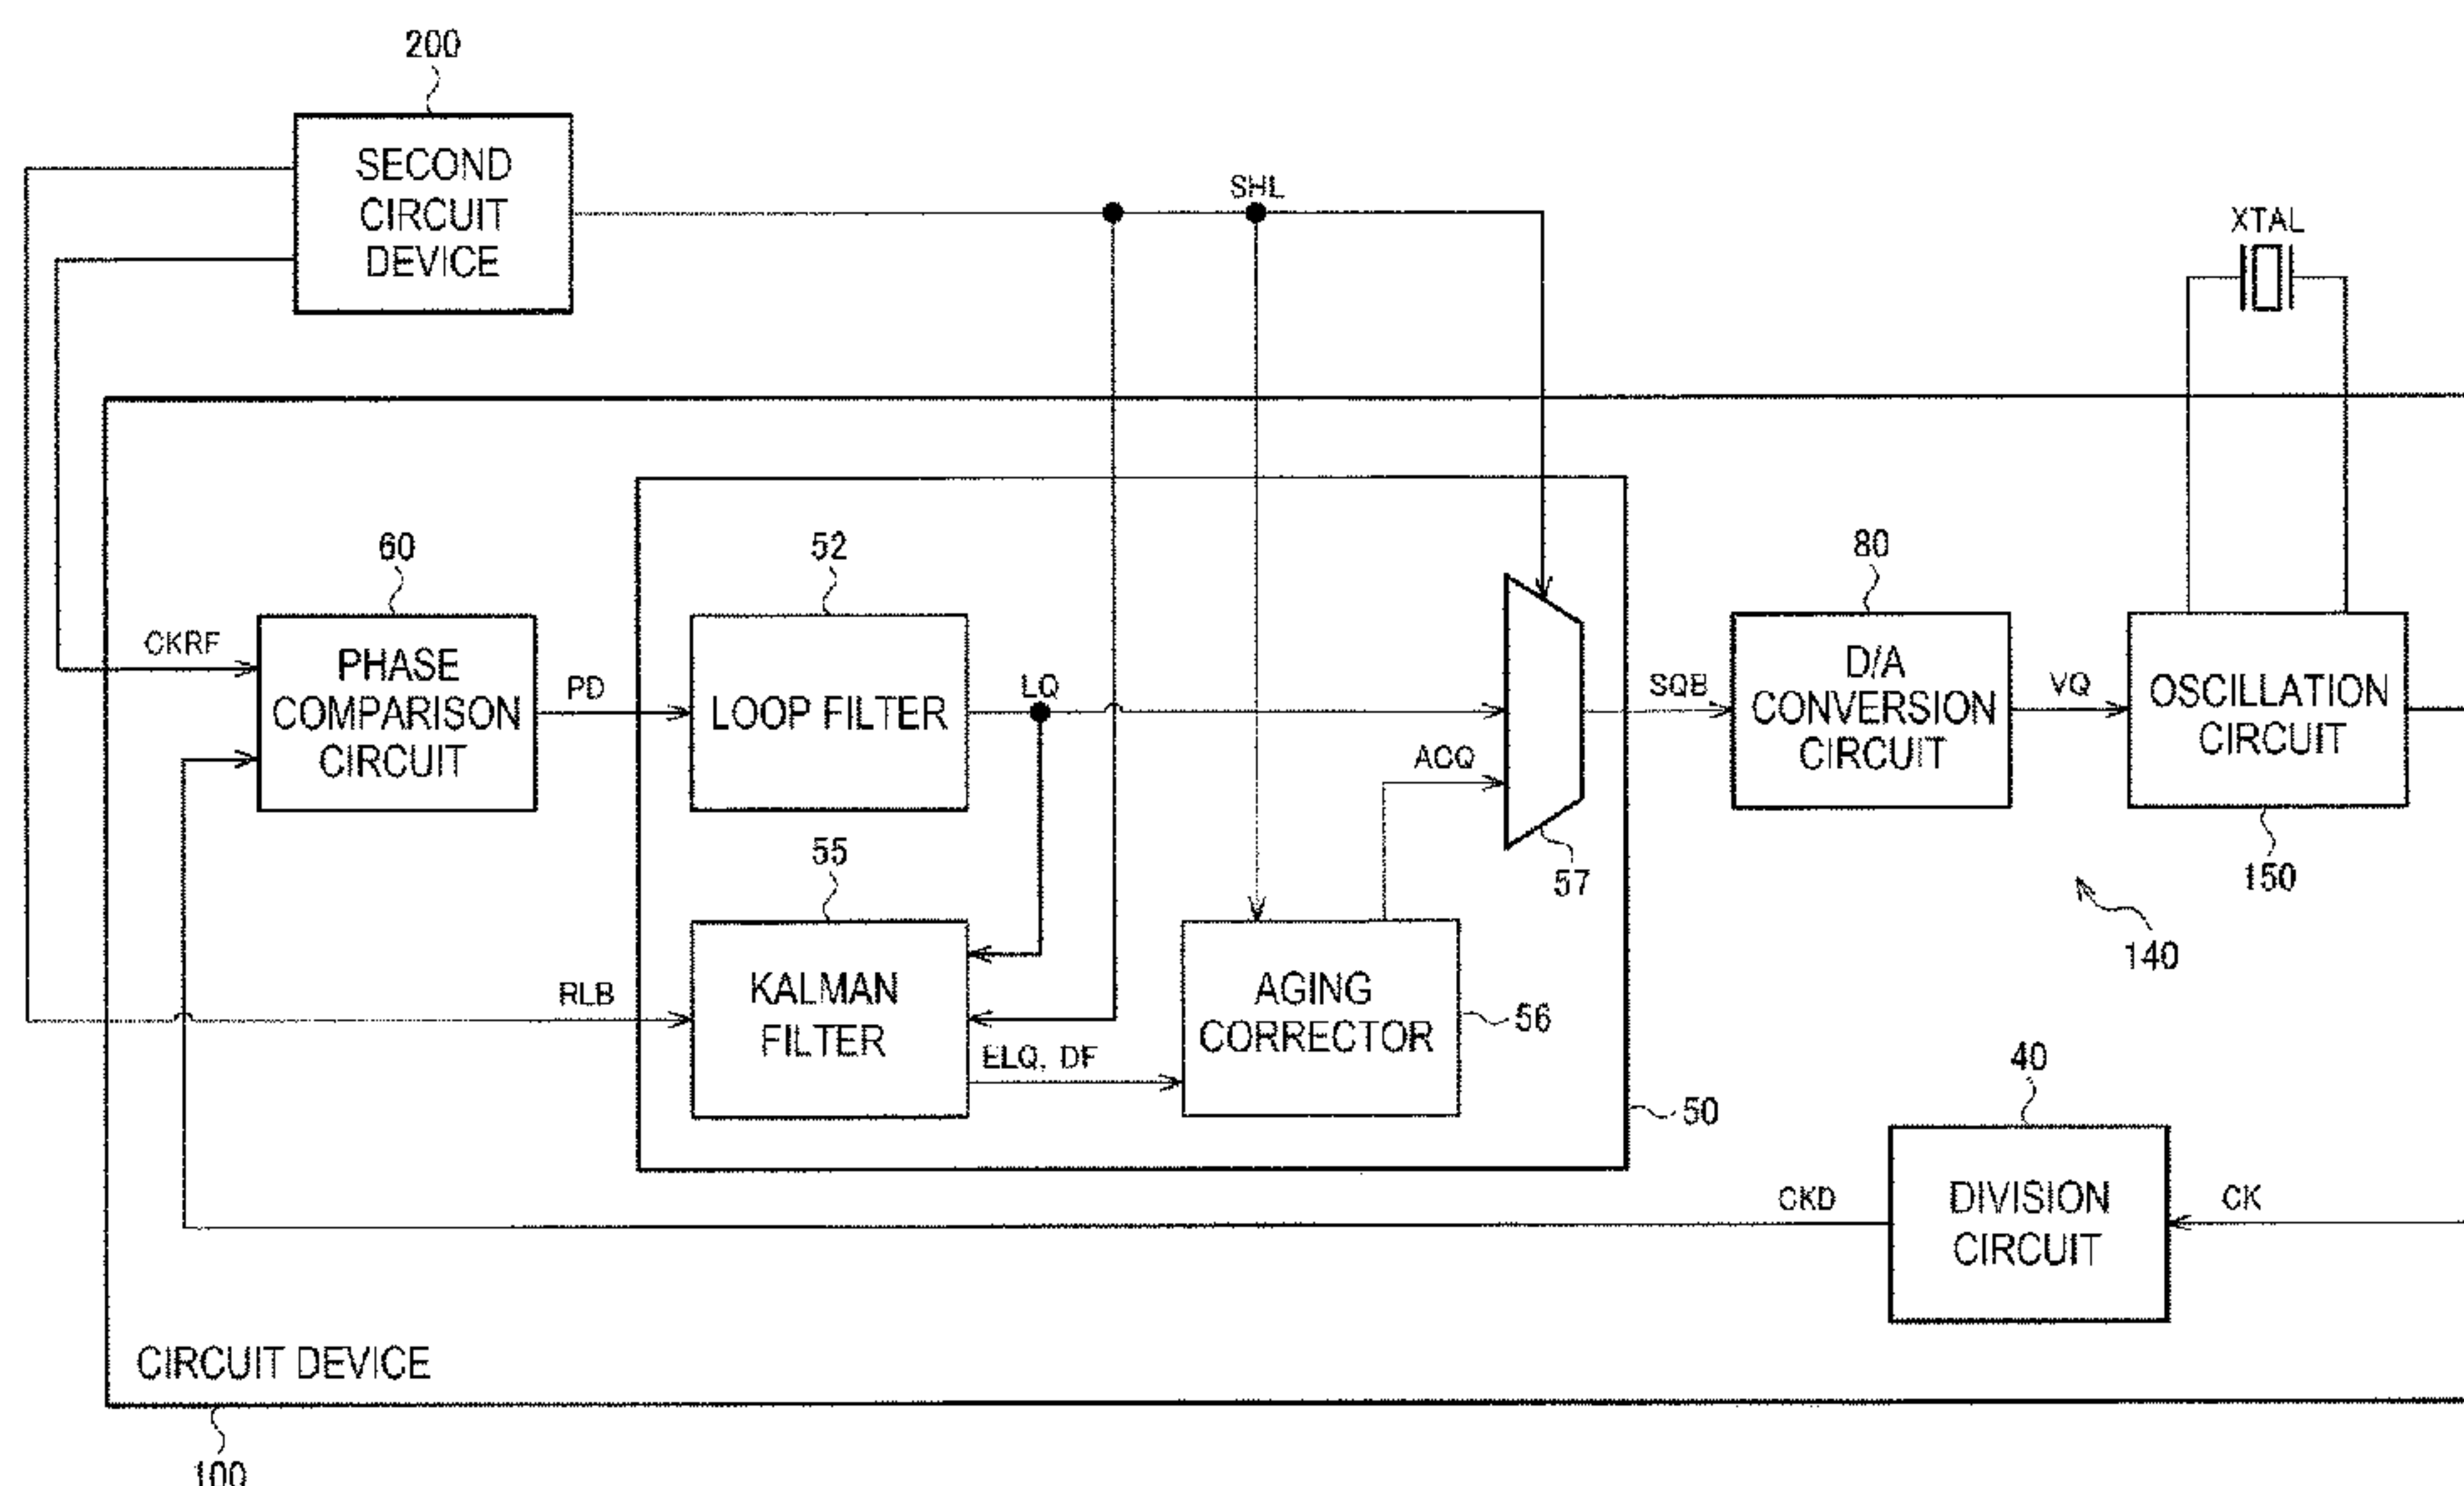 200
SECOND
CIRCUIT
DEVICE
SHL
XTAL
60
52
80
CKRF
PHASE
COMPARISON
CIRCUIT
PD
LOOP FILTER
LQ
SQB
D/A
CONVERSION
CIRCUIT
VQ
OSCILLATION
CIRCUIT
ACQ
55
57
150
140
RLB
KALMAN
FILTER
AGING
CORRECTOR
56
ELQ, DF
40
50
CKD
DIVISION
CIRCUIT
CK
CIRCUIT DEVICE
100